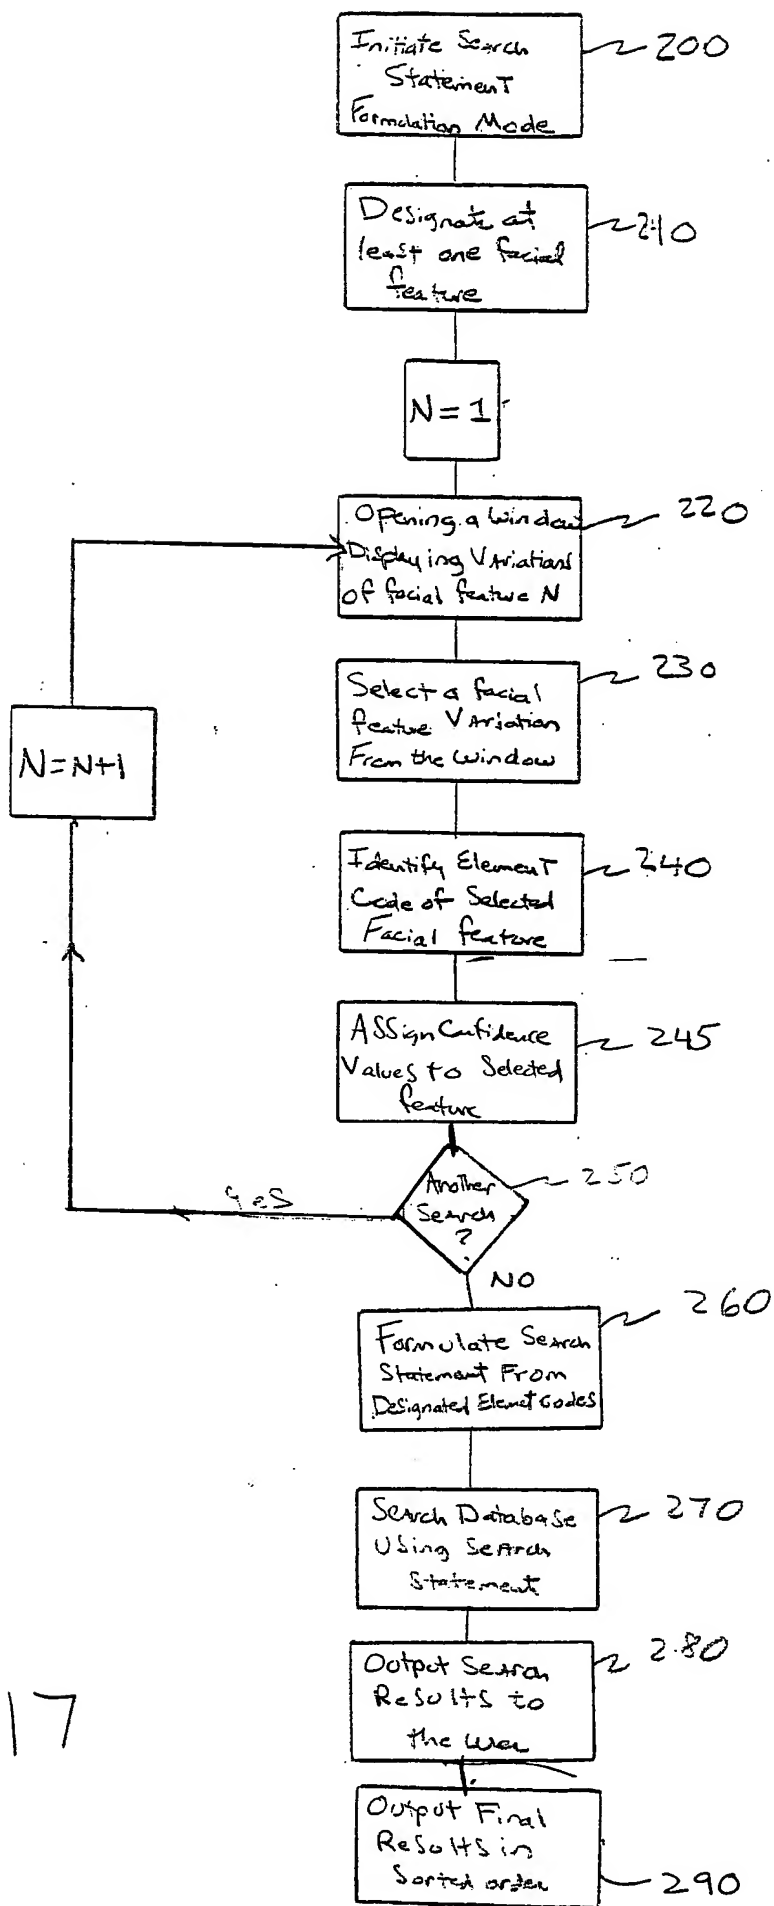 Initiate Search
Statement
Formulation Mode
200
Designate at
least one facial
feature
210
N = 1
Opening a Window
Displaying Variations
of facial feature N
220
Select a facial
feature Variation
From the Window
230
N=N+1
Identify Element
Code of Selected
Facial feature
240
Assign Confidence
Values to Selected
feature
245
Another
Search
?
250
Yes
NO
Formulate Search
Statement From
Designated Elemet Codes
260
Search Database
Using Search
Statement
270
Output Search
Results to
the User
280
17
Output Final
Results in
Sorted order
290